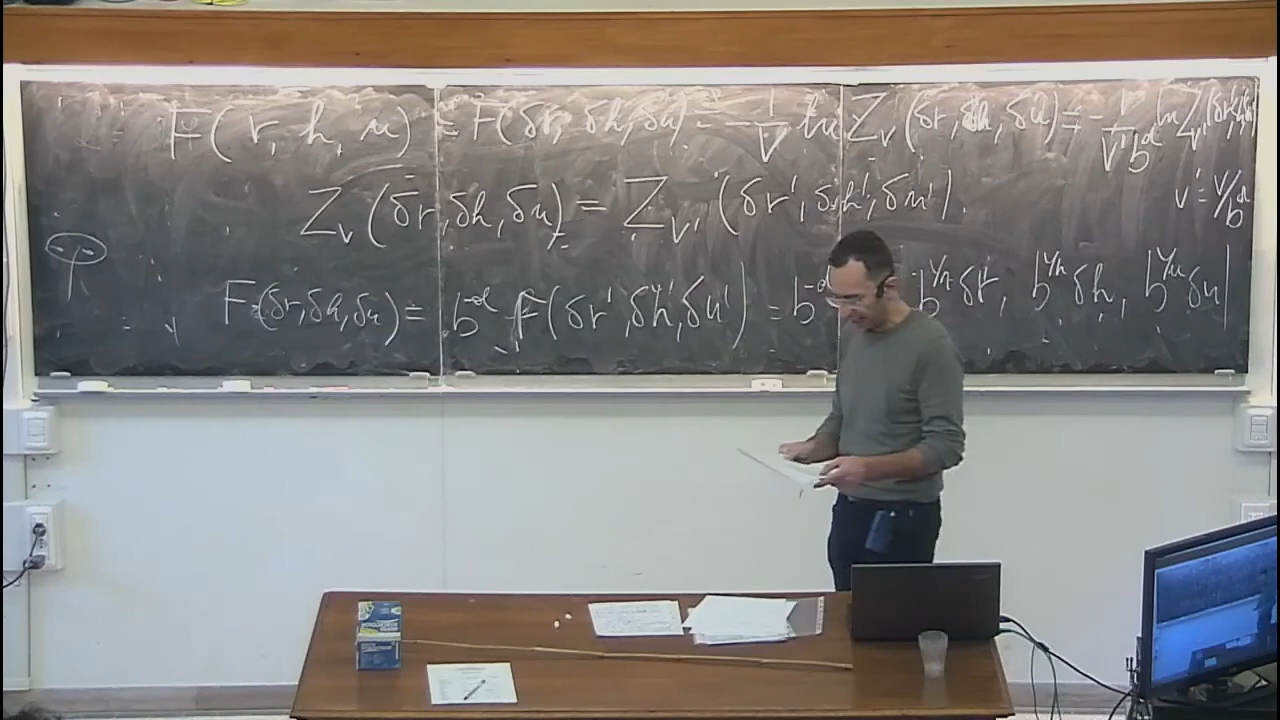 F(r, h, u) = F(δr, δh, δu) = -1/V ln Z_V(δr, δh, δu) = -1/V'b^d ln Z_V'(δr', δh', δu')
Z_V(δr, δh, δu) = Z_V'(δr', δh', δu'). V' = V/b^d
F(δr, δh, δu) = b^-d F(δr', δh', δu') = b^-d b^y_r δr, b^y_h δh, b^y_u δu